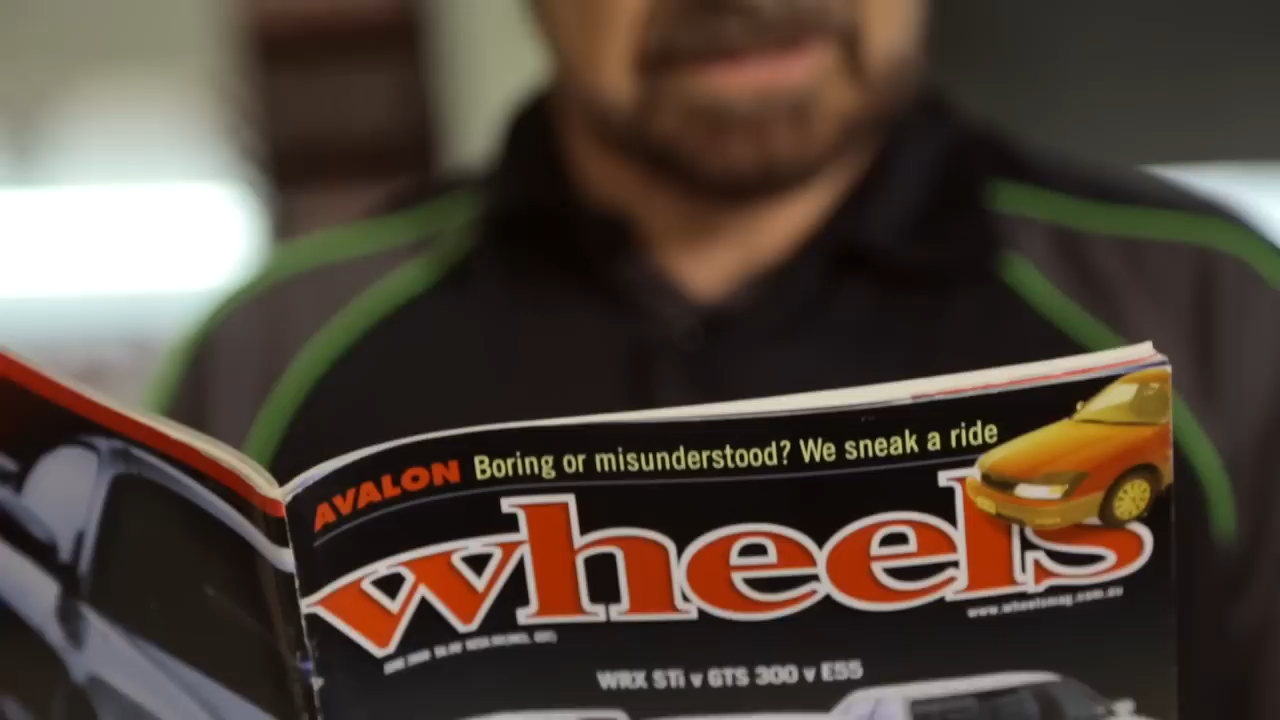 AVALON Boring or misunderstood? We sneak a ride
wheels
www.wheelsmag.com.au
WRX STi v GTS 300 v E55